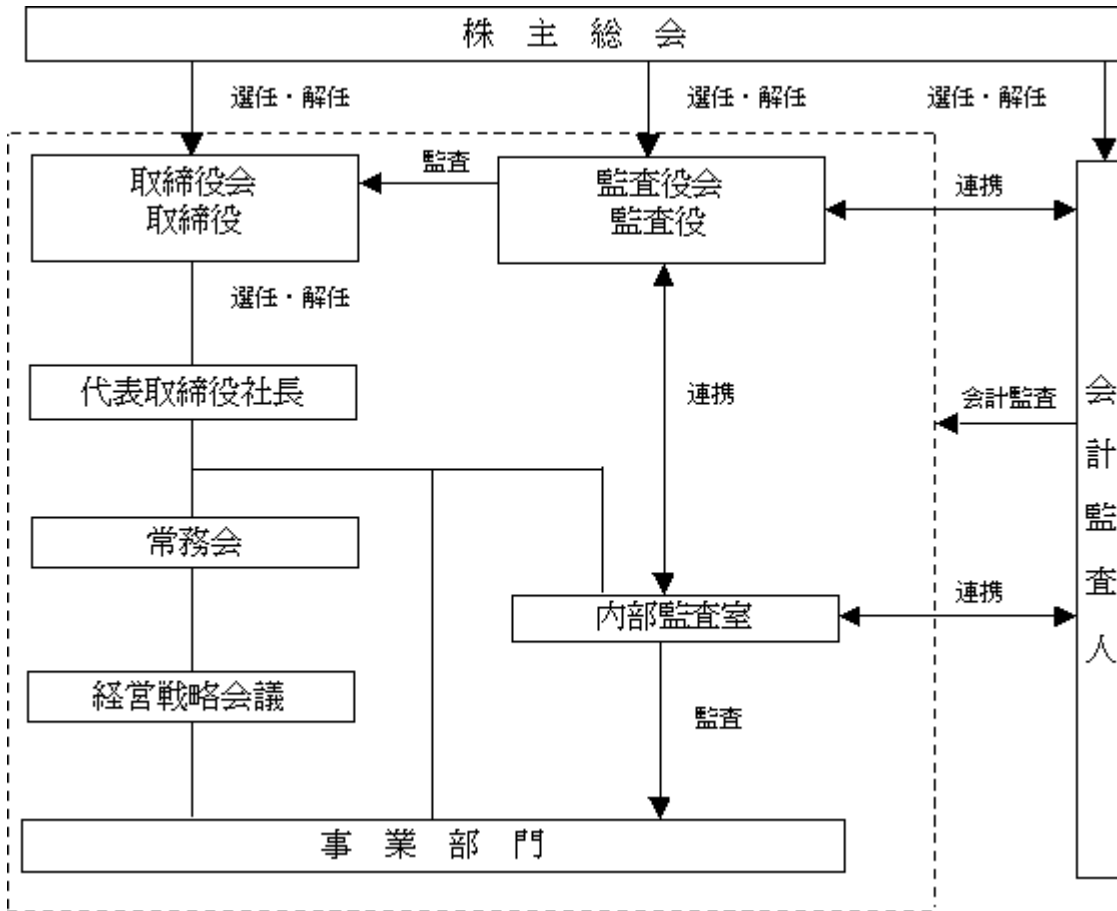 株主総会
選任・解任
選任・解任
選任・解任
取締役会
取締役
監査
監査役会
監査役
連携
選任・解任
代表取締役社長
連携
会計監査
会計監査人
常務会
内部監査室
連携
経営戦略会議
監査
事業部門